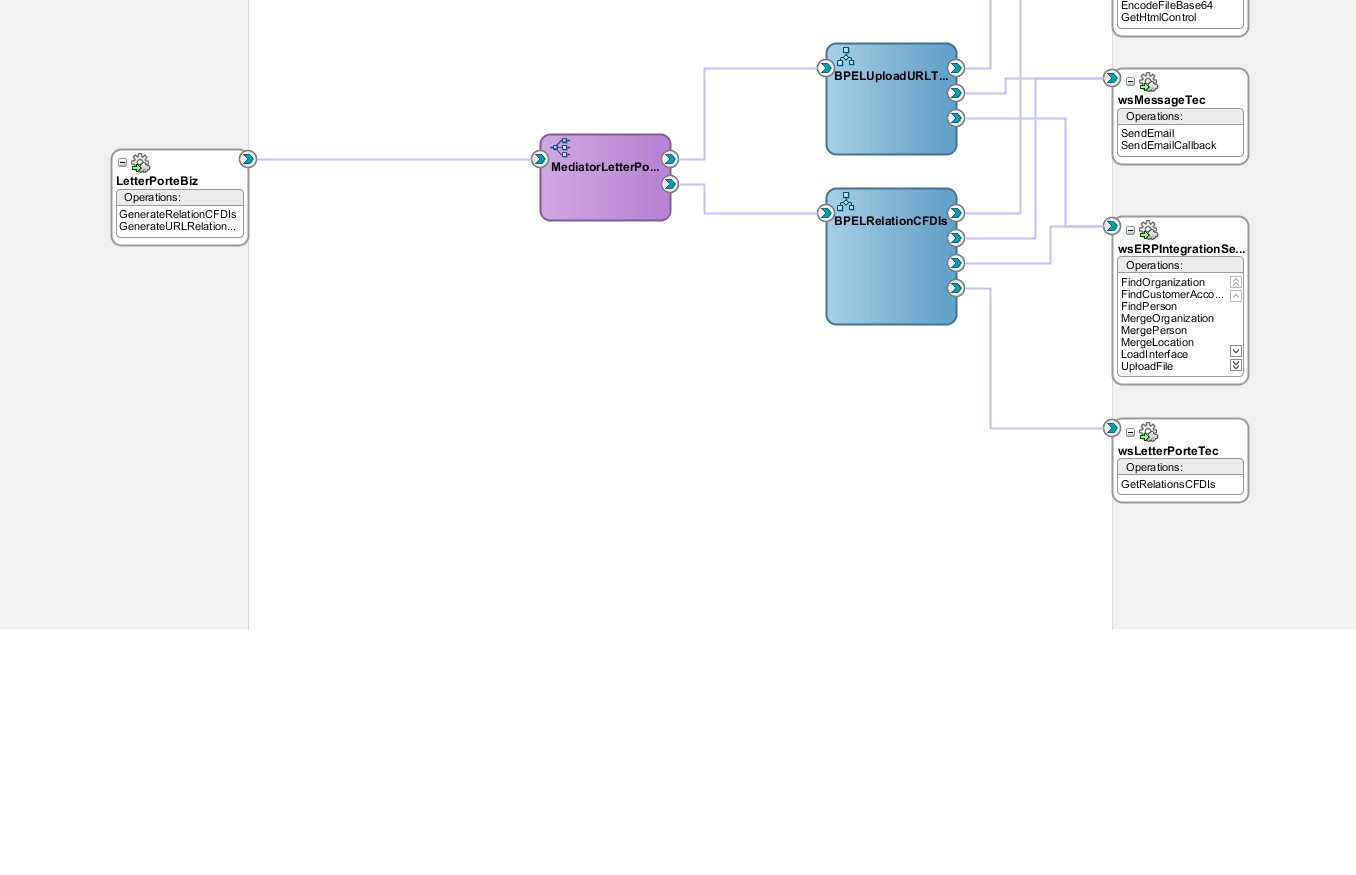 EncodeFileBase64
GetHtmlControl
BPELUploadURLT...
wsMessageTec
Operations:
SendEmail
SendEmailCallback
MediatorLetterPo...
LetterPorteBiz
Operations:
GenerateRelationCFDIs
GenerateURLRelation...
BPELRelationCFDIs
wsERPIntegrationSe...
Operations:
FindOrganization
FindCustomerAcco...
FindPerson
MergeOrganization
MergePerson
MergeLocation
LoadInterface
UploadFile
wsLetterPorteTec
Operations:
GetRelationsCFDIs